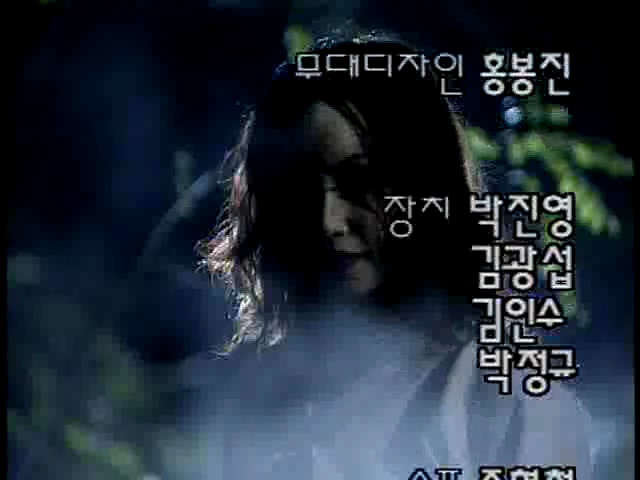 무대디자인 홍봉진
장치 박진영
김광섭
김인수
박정규